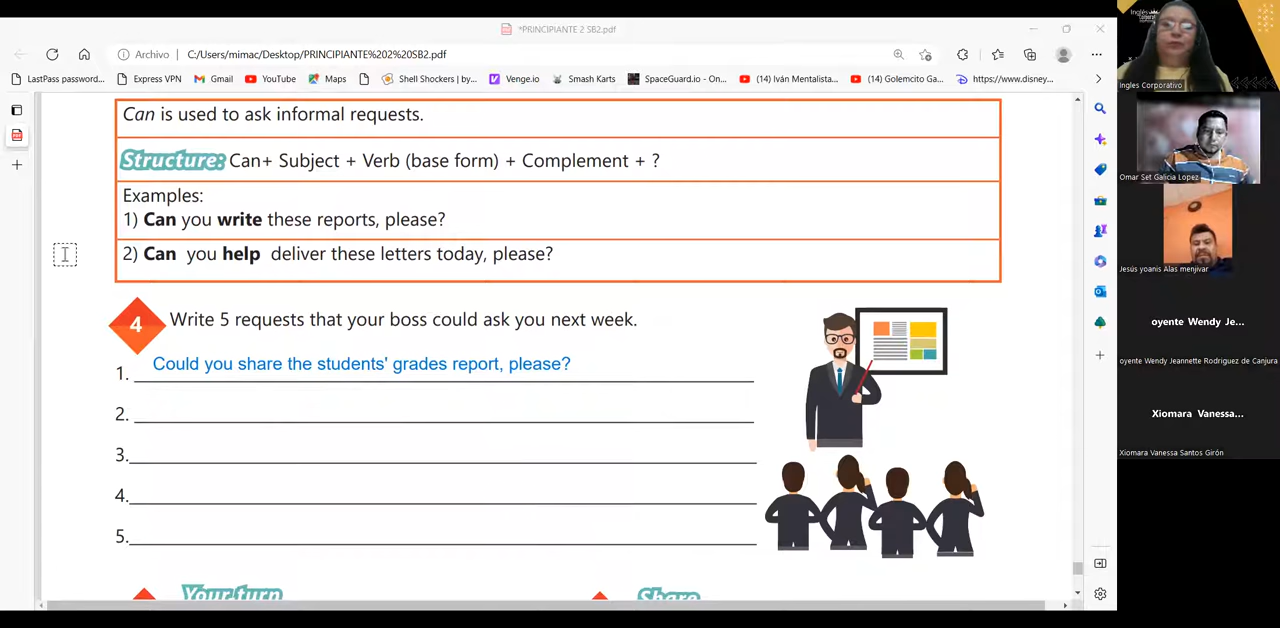 *PRINCIPIANTE 2 SB2.pdf
Archivo | C:/Users/mimac/Desktop/PRINCIPIANTE%202%20SB2.pdf
LastPass password... Express VPN Gmail YouTube Maps Shell Shockers | by... Venge.io Smash Karts SpaceGuard.io - On... (14) Iván Mentalista... (14) Golemcito Ga... https://www.disney...
Can is used to ask informal requests.
Structure: Can+ Subject + Verb (base form) + Complement + ?
Examples:
1) Can you write these reports, please?
2) Can you help deliver these letters today, please?
4 Write 5 requests that your boss could ask you next week.
1. Could you share the students' grades report, please?
2.
3.
4.
5.
Your turn
Share
Inglés
Ingles Corporativo
Omar Set Galicia Lopez
Jesús yoanis Alas menjivar
oyente Wendy Je...
oyente Wendy Jeannette Rodriguez de Canjura
Xiomara Vanessa...
Xiomara Vanessa Santos Girón